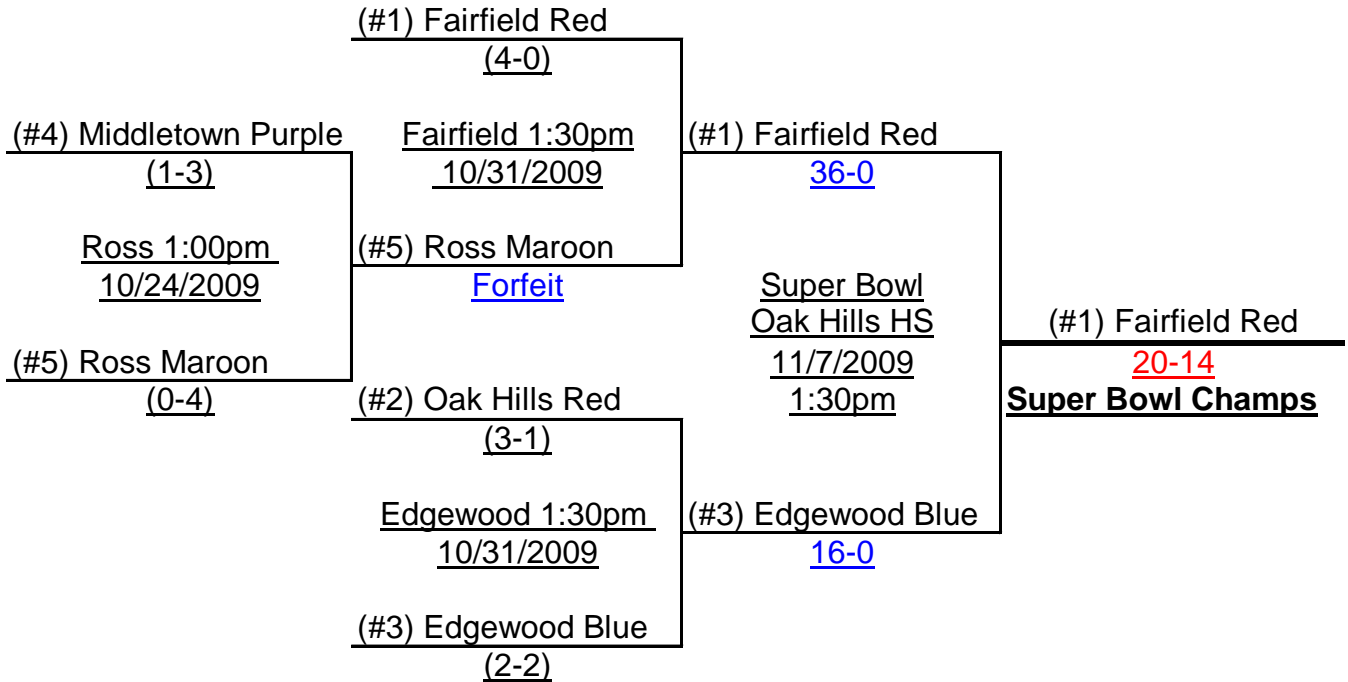 (#1) Fairfield Red
(4-0)
(#4) Middletown Purple
(1-3)
Fairfield 1:30pm
10/31/2009
(#1) Fairfield Red
36-0
Ross 1:00pm
10/24/2009
(#5) Ross Maroon
Forfeit
Super Bowl
Oak Hills HS
11/7/2009
1:30pm
(#1) Fairfield Red
20-14
Super Bowl Champs
(#5) Ross Maroon
(0-4)
(#2) Oak Hills Red
(3-1)
Edgewood 1:30pm
10/31/2009
(#3) Edgewood Blue
16-0
(#3) Edgewood Blue
(2-2)